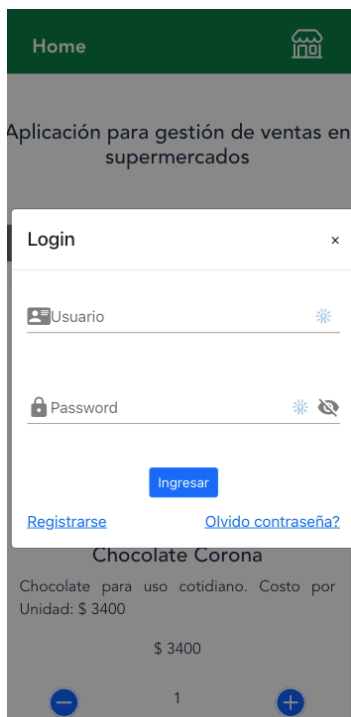 Home
Aplicación para gestión de ventas en
supermercados
Login
×
Usuario
Password
Ingresar
Registrarse
Olvido contraseña?
Chocolate Corona
Chocolate para uso cotidiano. Costo por
Unidad: $ 3400
$ 3400
1